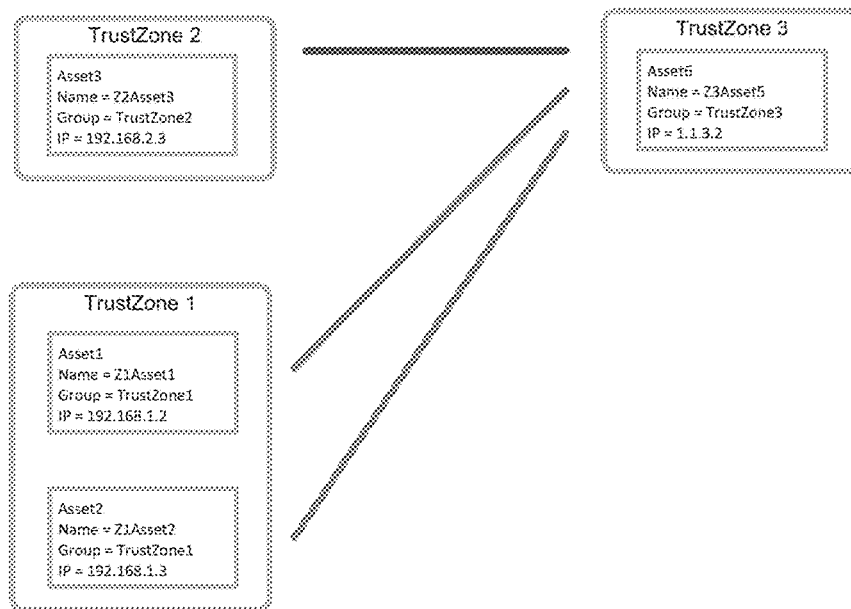 TrustZone 2
Asset3
Name = Z2Asset3
Group = TrustZone2
IP = 192.168.2.3
TrustZone 3
Asset6
Name = Z3Asset5
Group = TrustZone3
IP = 1.1.3.2
TrustZone 1
Asset1
Name = Z1Asset1
Group = TrustZone1
IP = 192.168.1.2
Asset2
Name = Z1Asset2
Group = TrustZone1
IP = 192.168.1.3